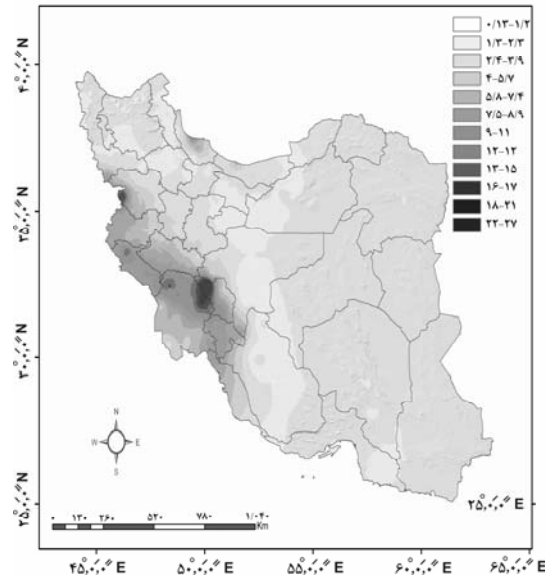 ۰/۱۳-۱/۲
۱/۳-۲/۳
۲/۴-۳/۹
۴-۵/۷
۵/۸-۷/۴
۷/۵-۸/۹
۹-۱۱
۱۲-۱۲
۱۳-۱۵
۱۶-۱۷
۱۸-۲۱
۲۲-۲۷
۴۰°,۰,۰" N
۳۵°,۰,۰" N
۳۰°,۰,۰" N
۲۵°,۰,۰" N
۲۵°,۰,۰" E
N
W E
S
۰ ۱۳۰ ۲۶۰ ۵۲۰ ۷۸۰ ۱/۰۴۰
Km
۴۵°,۰,۰" E ۵۰°,۰,۰" E ۵۵°,۰,۰" E ۶۰°,۰,۰" E ۶۵°,۰,۰" E